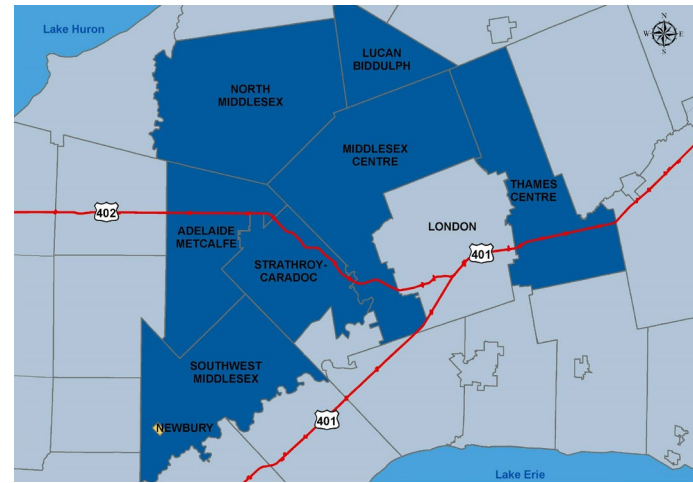 Lake Huron
N
W E
S
LUCAN
BIDDULPH
NORTH
MIDDLESEX
MIDDLESEX
CENTRE
THAMES
CENTRE
402
ADELAIDE
METCALFE
LONDON
STRATHROY-
CARADOC
401
SOUTHWEST
MIDDLESEX
NEWBURY
401
Lake Erie